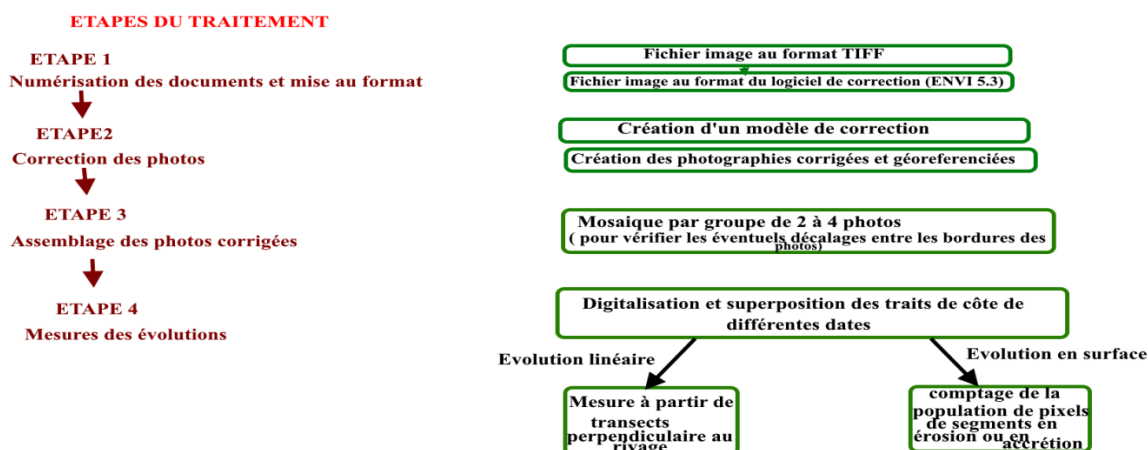 ETAPES DU TRAITEMENT
ETAPE 1
Numérisation des documents et mise au format
Fichier image au format TIFF
Fichier image au format du logiciel de correction (ENVI 5.3)
ETAPE2
Correction des photos
Création d'un modèle de correction
Création des photographies corrigées et géoreferenciées
ETAPE 3
Assemblage des photos corrigées
Mosaique par groupe de 2 à 4 photos
( pour vérifier les éventuels décalages entre les bordures des
photos)
ETAPE 4
Mesures des évolutions
Digitalisation et superposition des traits de côte de
différentes dates
Evolution linéaire
Evolution en surface
Mesure à partir de
transects
perpendiculaire au
rivage
comptage de la
population de pixels
de segments en
érosion ou en
accrétion